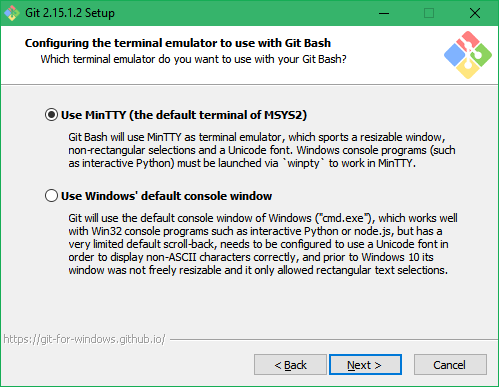 Git 2.15.1.2 Setup
Configuring the terminal emulator to use with Git Bash
Which terminal emulator do you want to use with your Git Bash?
Use MinTTY (the default terminal of MSYS2)
Git Bash will use MinTTY as terminal emulator, which sports a resizable window,
non-rectangular selections and a Unicode font. Windows console programs (such
as interactive Python) must be launched via `winpty` to work in MinTTY.
Use Windows' default console window
Git will use the default console window of Windows ("cmd.exe"), which works well
with Win32 console programs such as interactive Python or node.js, but has a
very limited default scroll-back, needs to be configured to use a Unicode font in
order to display non-ASCII characters correctly, and prior to Windows 10 its
window was not freely resizable and it only allowed rectangular text selections.
https://git-for-windows.github.io/
< Back
Next >
Cancel